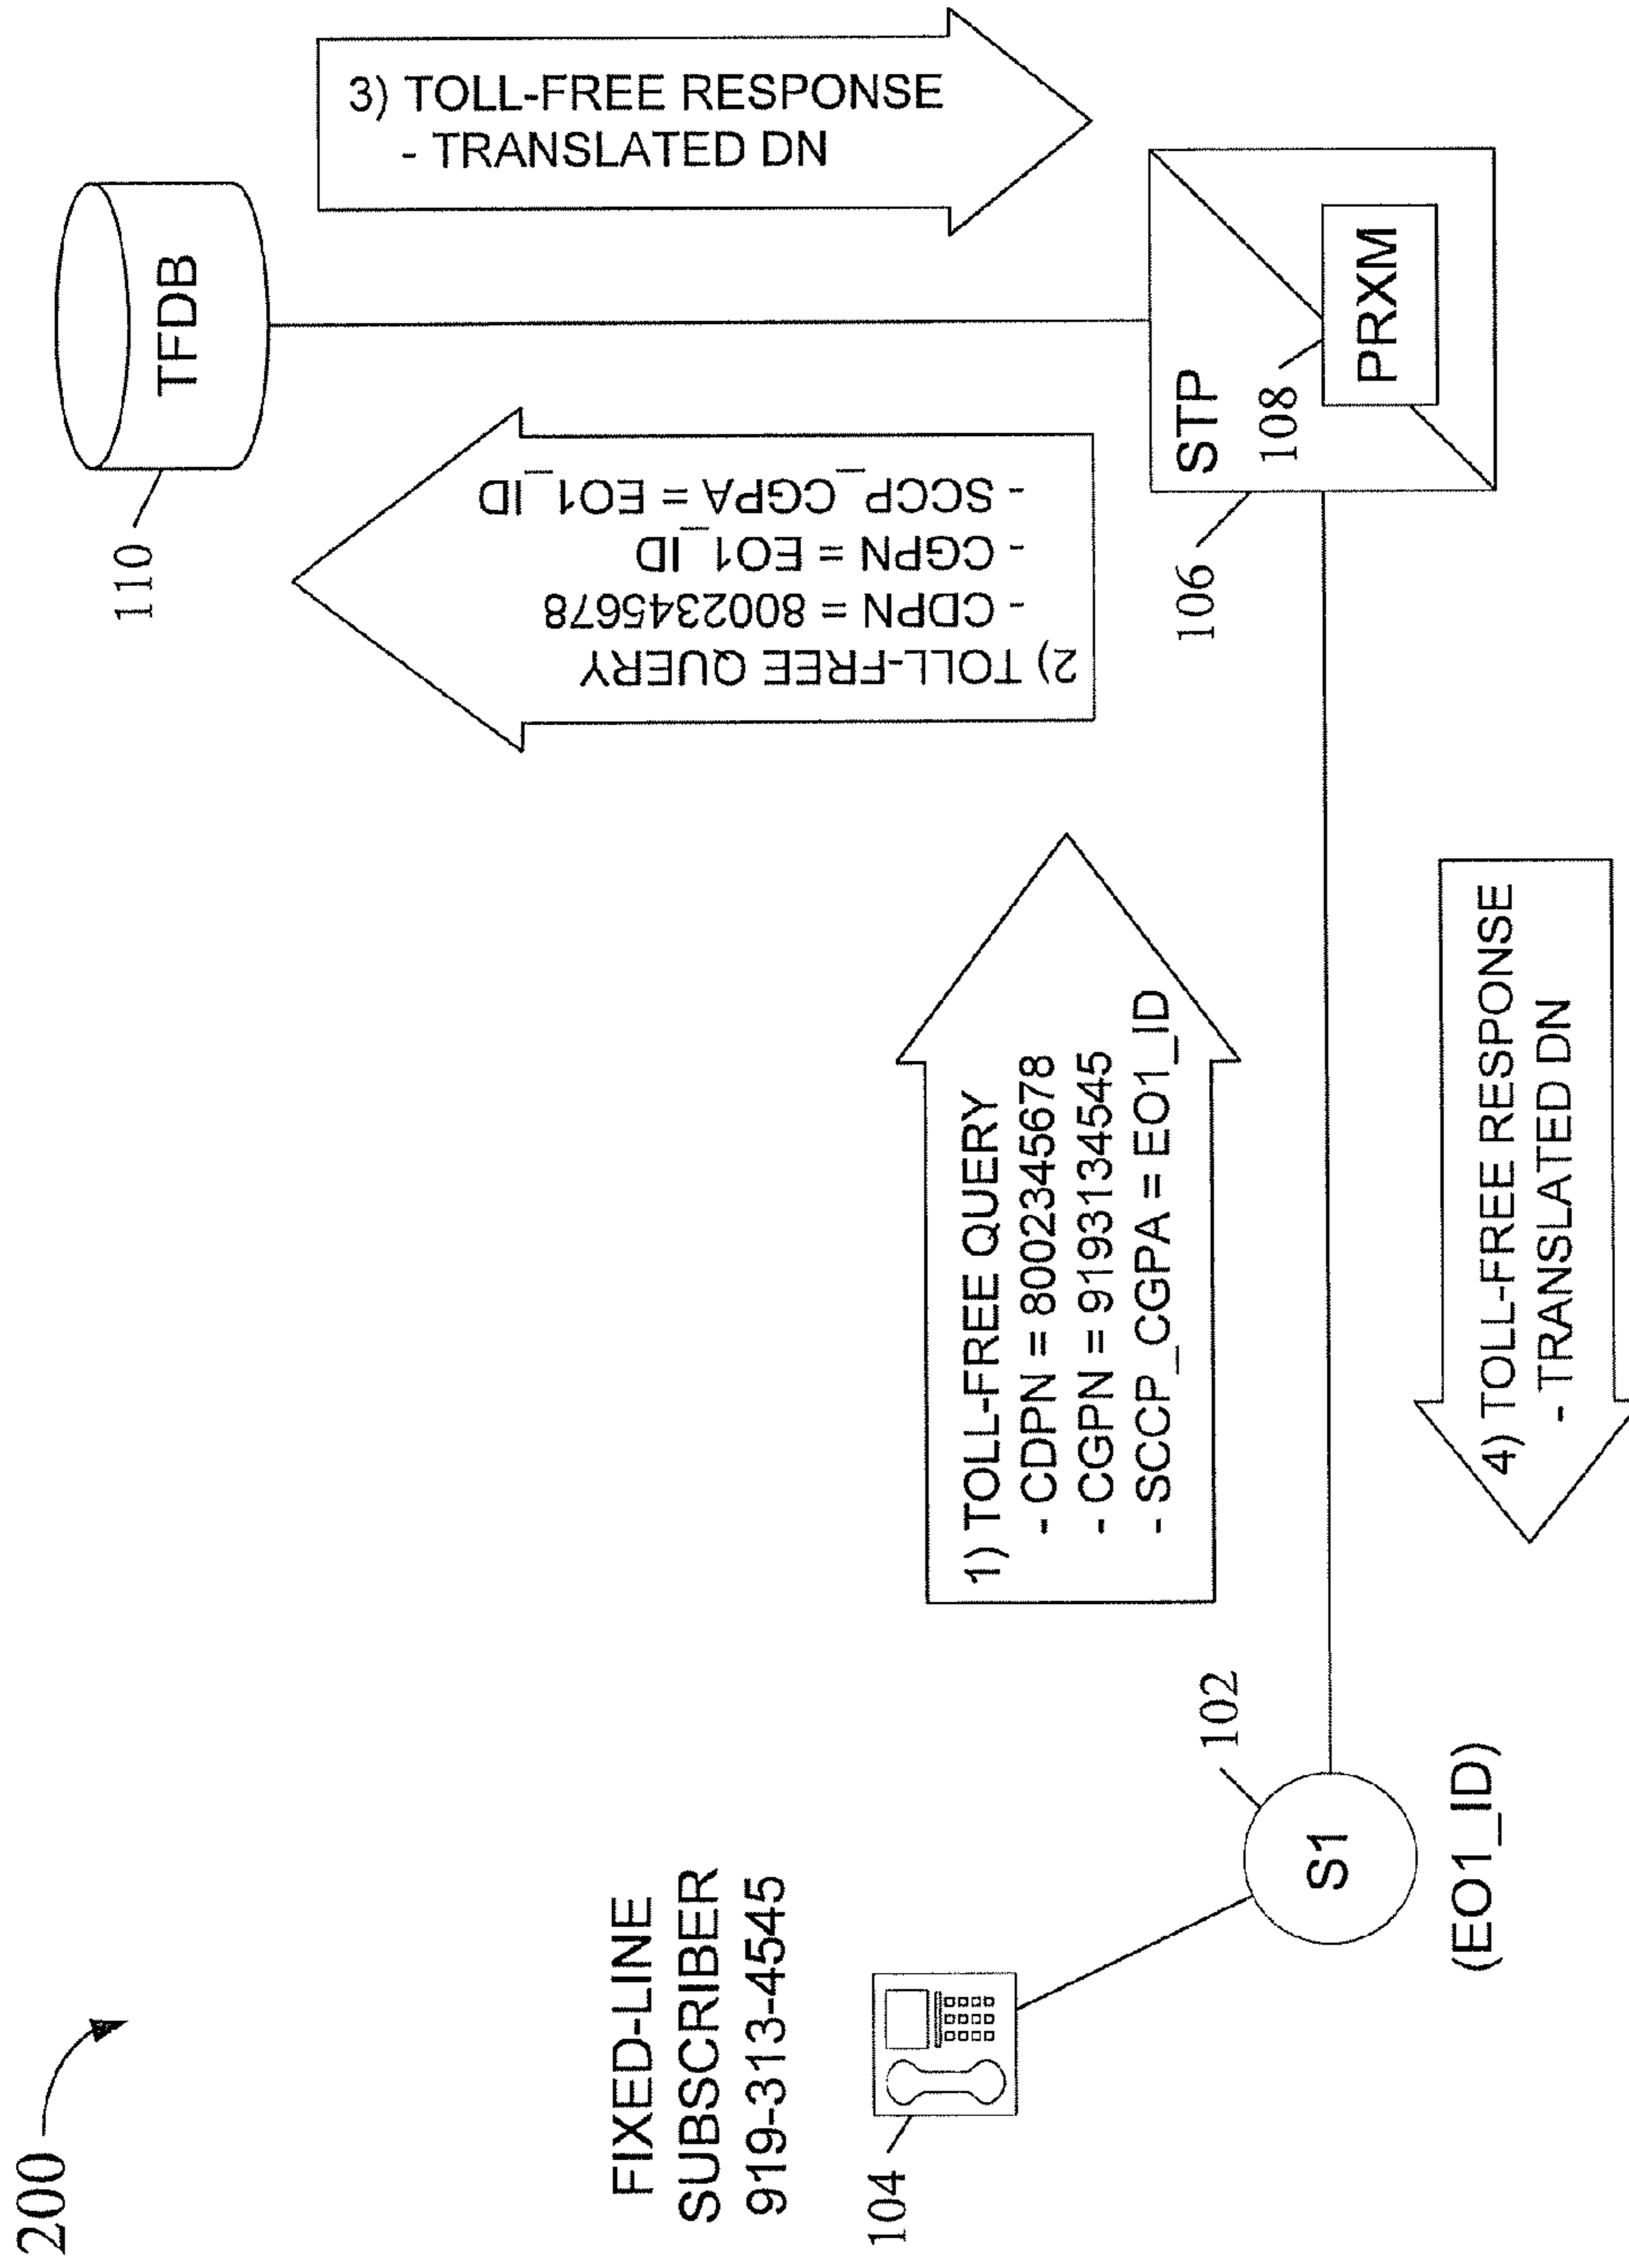 200
FIXED-LINE
SUBSCRIBER
919-313-4545
104
S1
102
(EO1_ID)
1) TOLL-FREE QUERY
- CDPN = 8002345678
- CGPN = 9193134545
- SCCP_CGPA = EO1_ID
4) TOLL-FREE RESPONSE
- TRANSLATED DN
2) TOLL-FREE QUERY
- CDPN = 8002345678
- CGPN = EO1_ID
- SCCP_CGPA = EO1_ID
110
TFDB
3) TOLL-FREE RESPONSE
- TRANSLATED DN
106
STP
108
PRXM